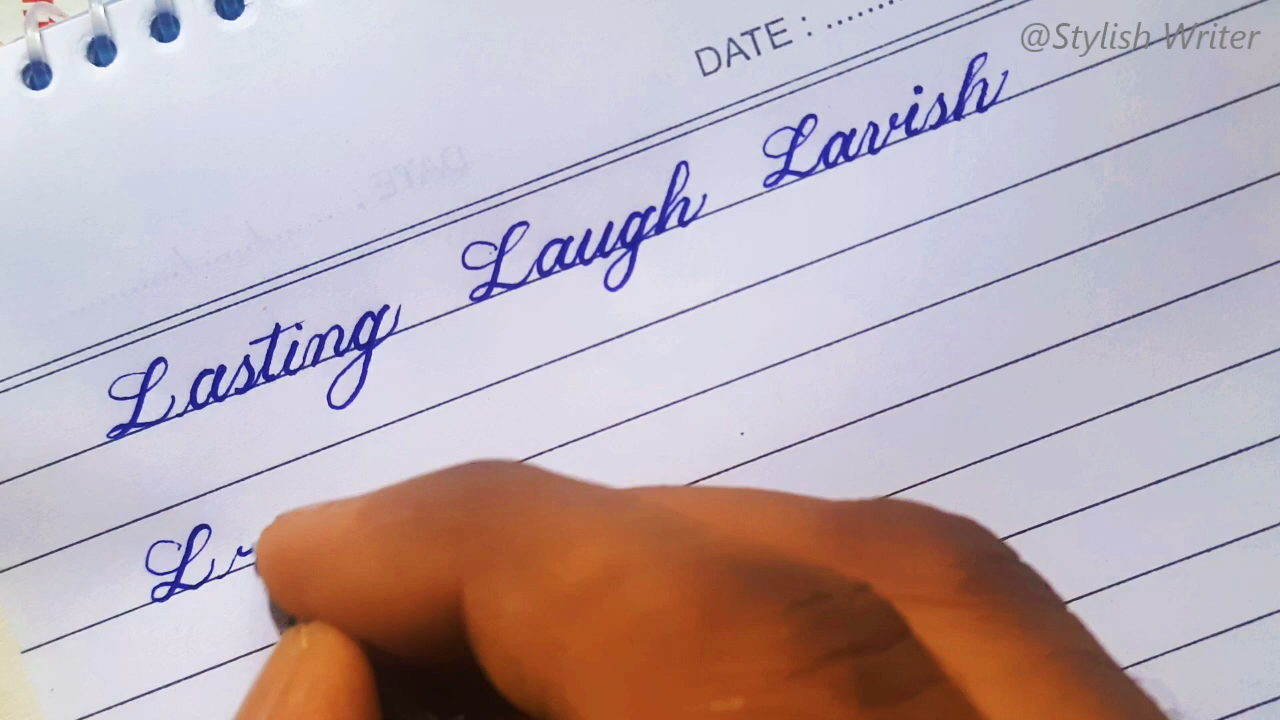 @Stylish Writer
DATE : ..........
Lasting Laugh Lavish
L